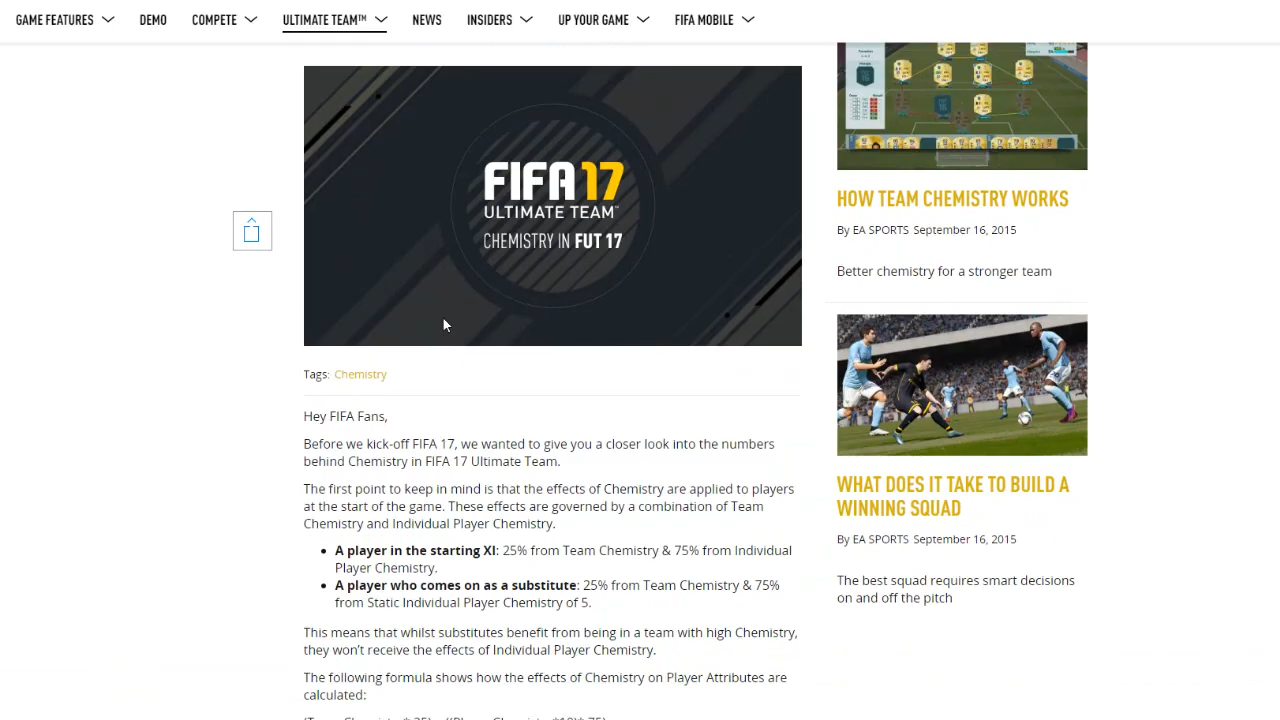 GAME FEATURES
DEMO
COMPETE
ULTIMATE TEAM™
NEWS
INSIDERS
UP YOUR GAME
FIFA MOBILE
FIFA 17
ULTIMATE TEAM™
CHEMISTRY IN FUT 17
Tags: Chemistry
Hey FIFA Fans,
Before we kick-off FIFA 17, we wanted to give you a closer look into the numbers
behind Chemistry in FIFA 17 Ultimate Team.
The first point to keep in mind is that the effects of Chemistry are applied to players
at the start of the game. These effects are governed by a combination of Team
Chemistry and Individual Player Chemistry.
• A player in the starting XI: 25% from Team Chemistry & 75% from Individual
Player Chemistry.
• A player who comes on as a substitute: 25% from Team Chemistry & 75%
from Static Individual Player Chemistry of 5.
This means that whilst substitutes benefit from being in a team with high Chemistry,
they won't receive the effects of Individual Player Chemistry.
The following formula shows how the effects of Chemistry on Player Attributes are
calculated:
HOW TEAM CHEMISTRY WORKS
By EA SPORTS September 16, 2015
Better chemistry for a stronger team
WHAT DOES IT TAKE TO BUILD A
WINNING SQUAD
By EA SPORTS September 16, 2015
The best squad requires smart decisions
on and off the pitch